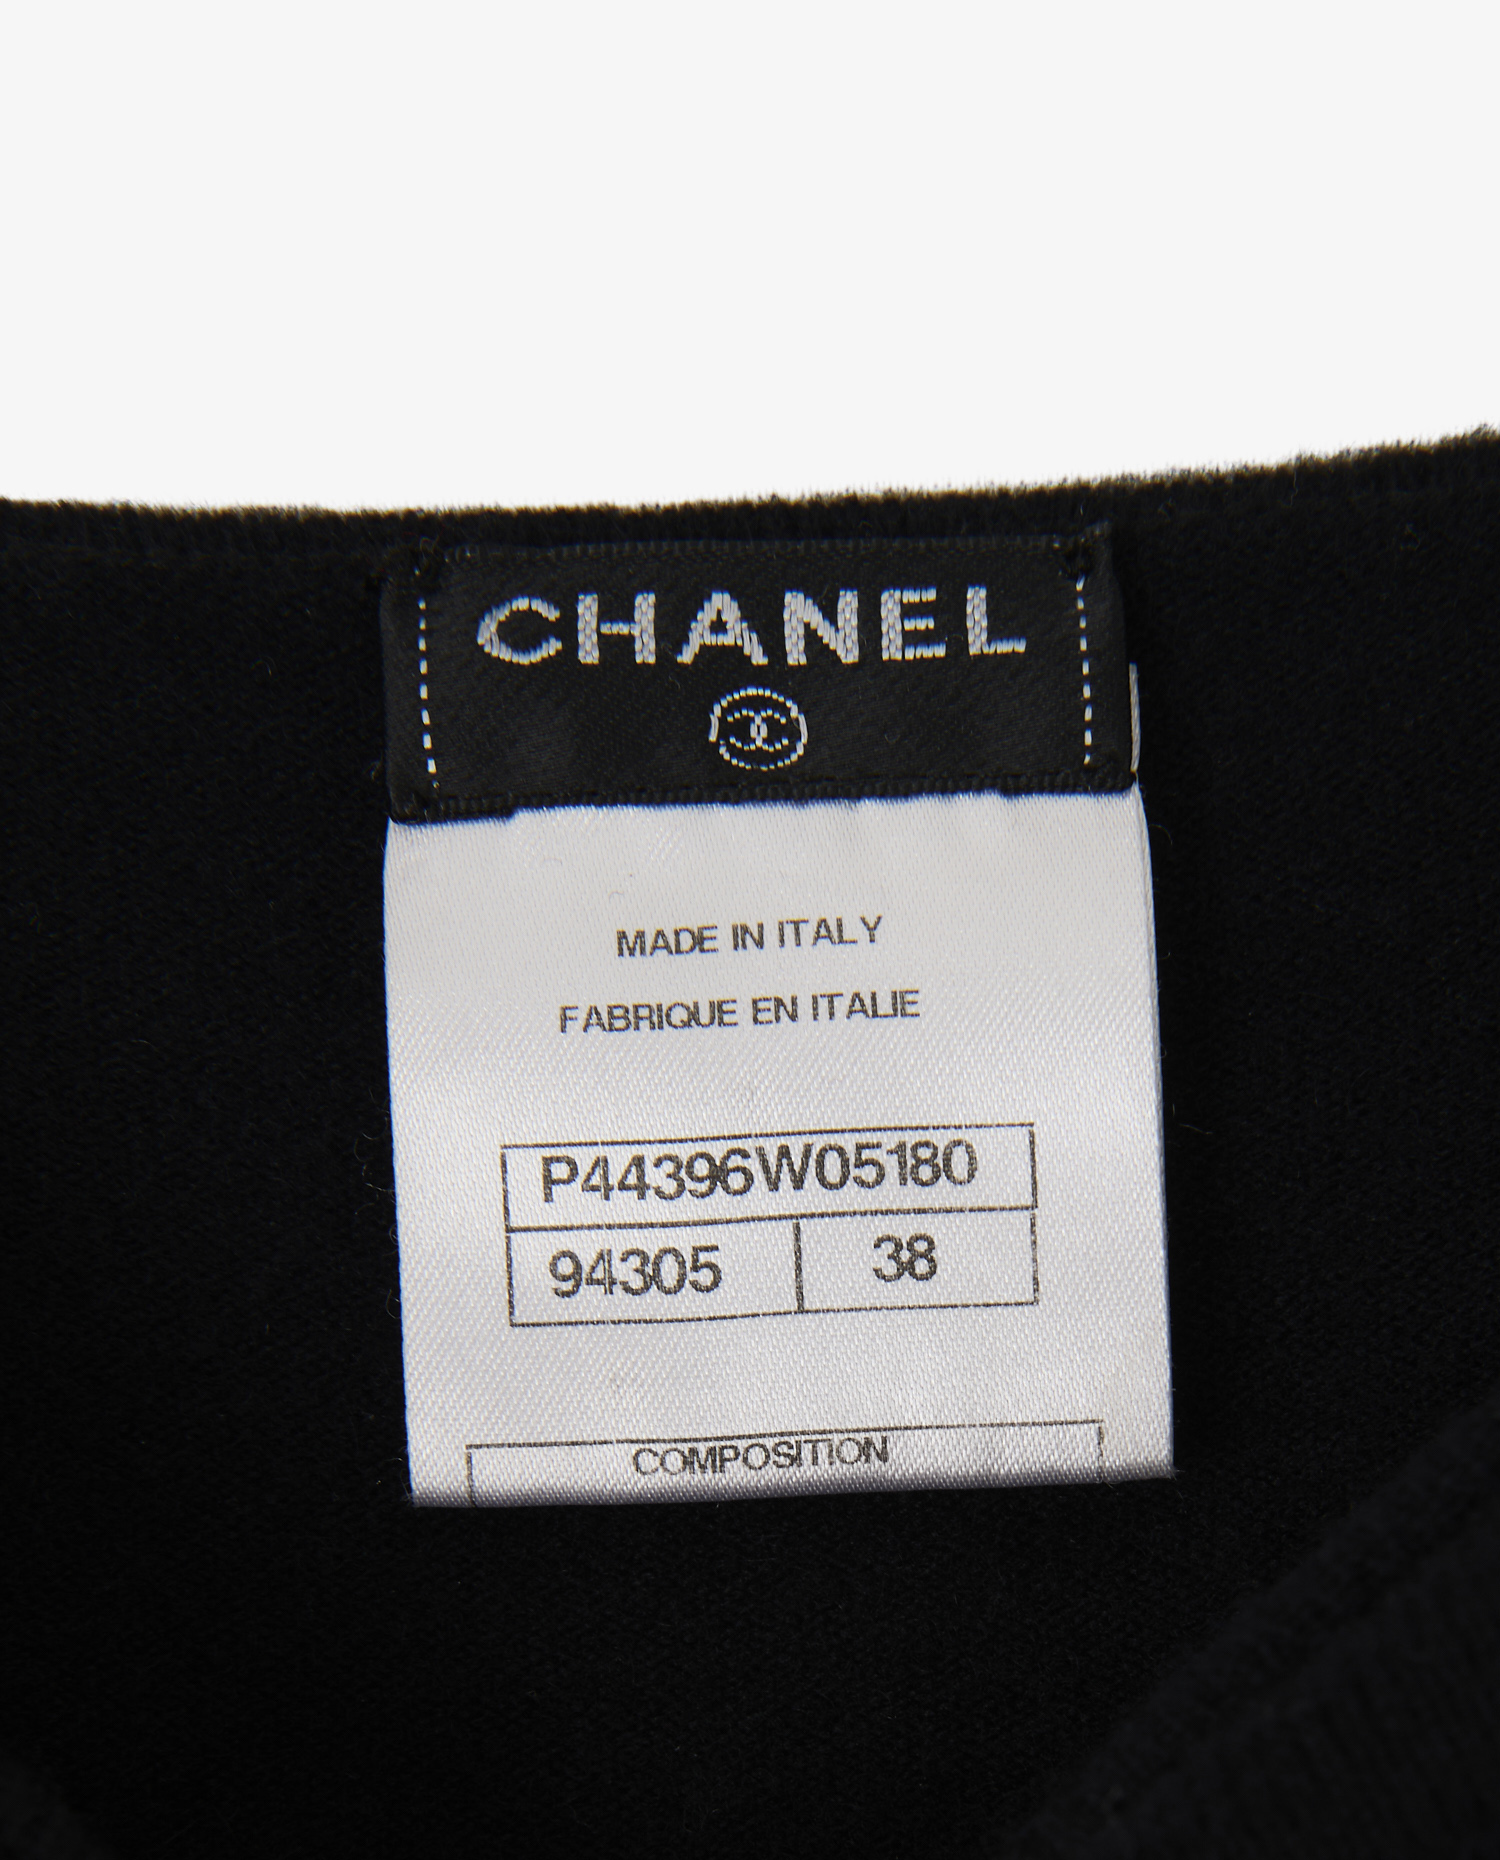 CHANEL
MADE IN ITALY
FABRIQUE EN ITALIE
P44396W05180
94305 38
COMPOSITION